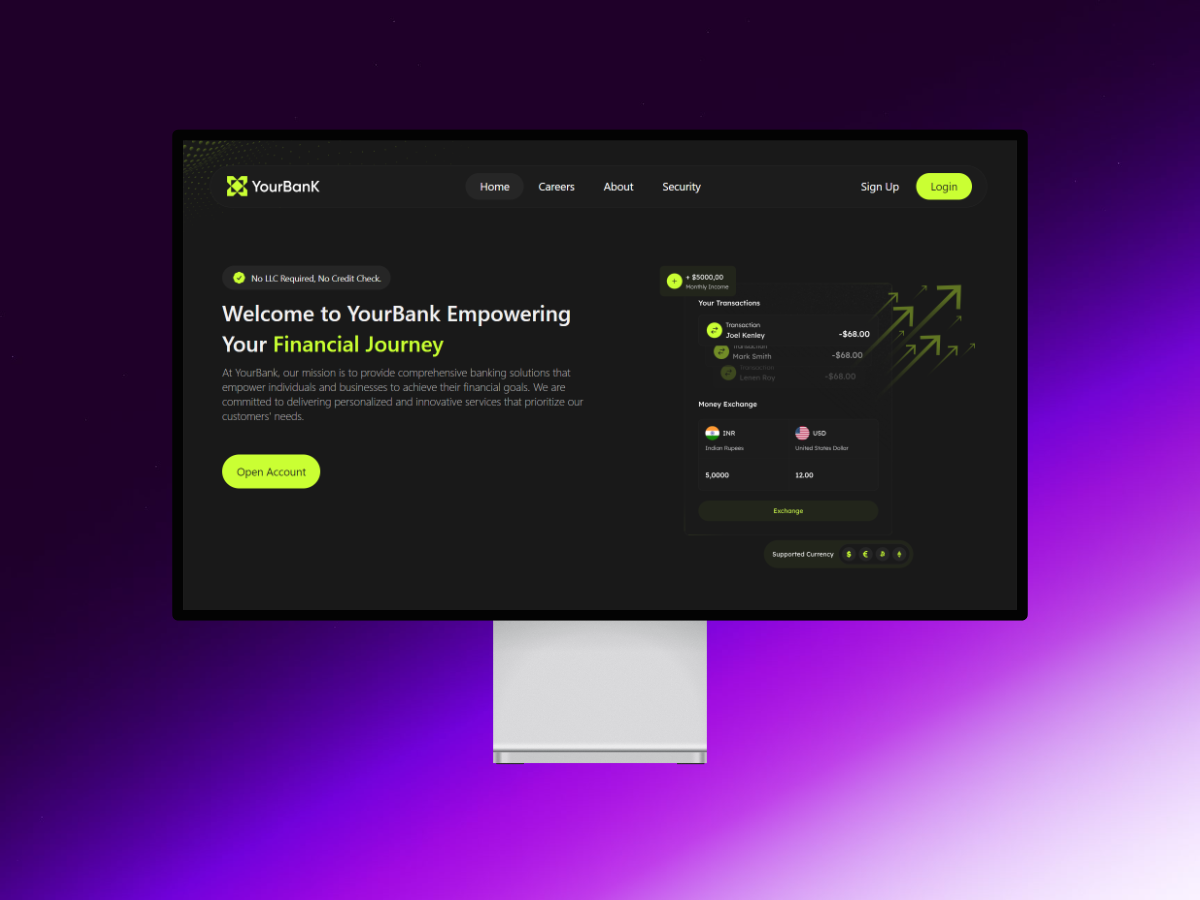 YourBanK
Home
Careers
About
Security
Sign Up
Login
No LLC Required, No Credit Check.
Welcome to YourBank Empowering
Your Financial Journey
At YourBank, our mission is to provide comprehensive banking solutions that
empower individuals and businesses to achieve their financial goals. We are
committed to delivering personalized and innovative services that prioritize our
customers' needs.
Open Account
+ $5000,00
Monthly Income
Your Transactions
Transaction
Joel Kenley
-$68.00
Transaction
Mark Smith
-$68.00
Transaction
Lenen Roy
-$68.00
Money Exchange
INR
Indian Rupees
USD
United States Dollar
5,0000
12.00
Exchange
Supported Currency
$ €